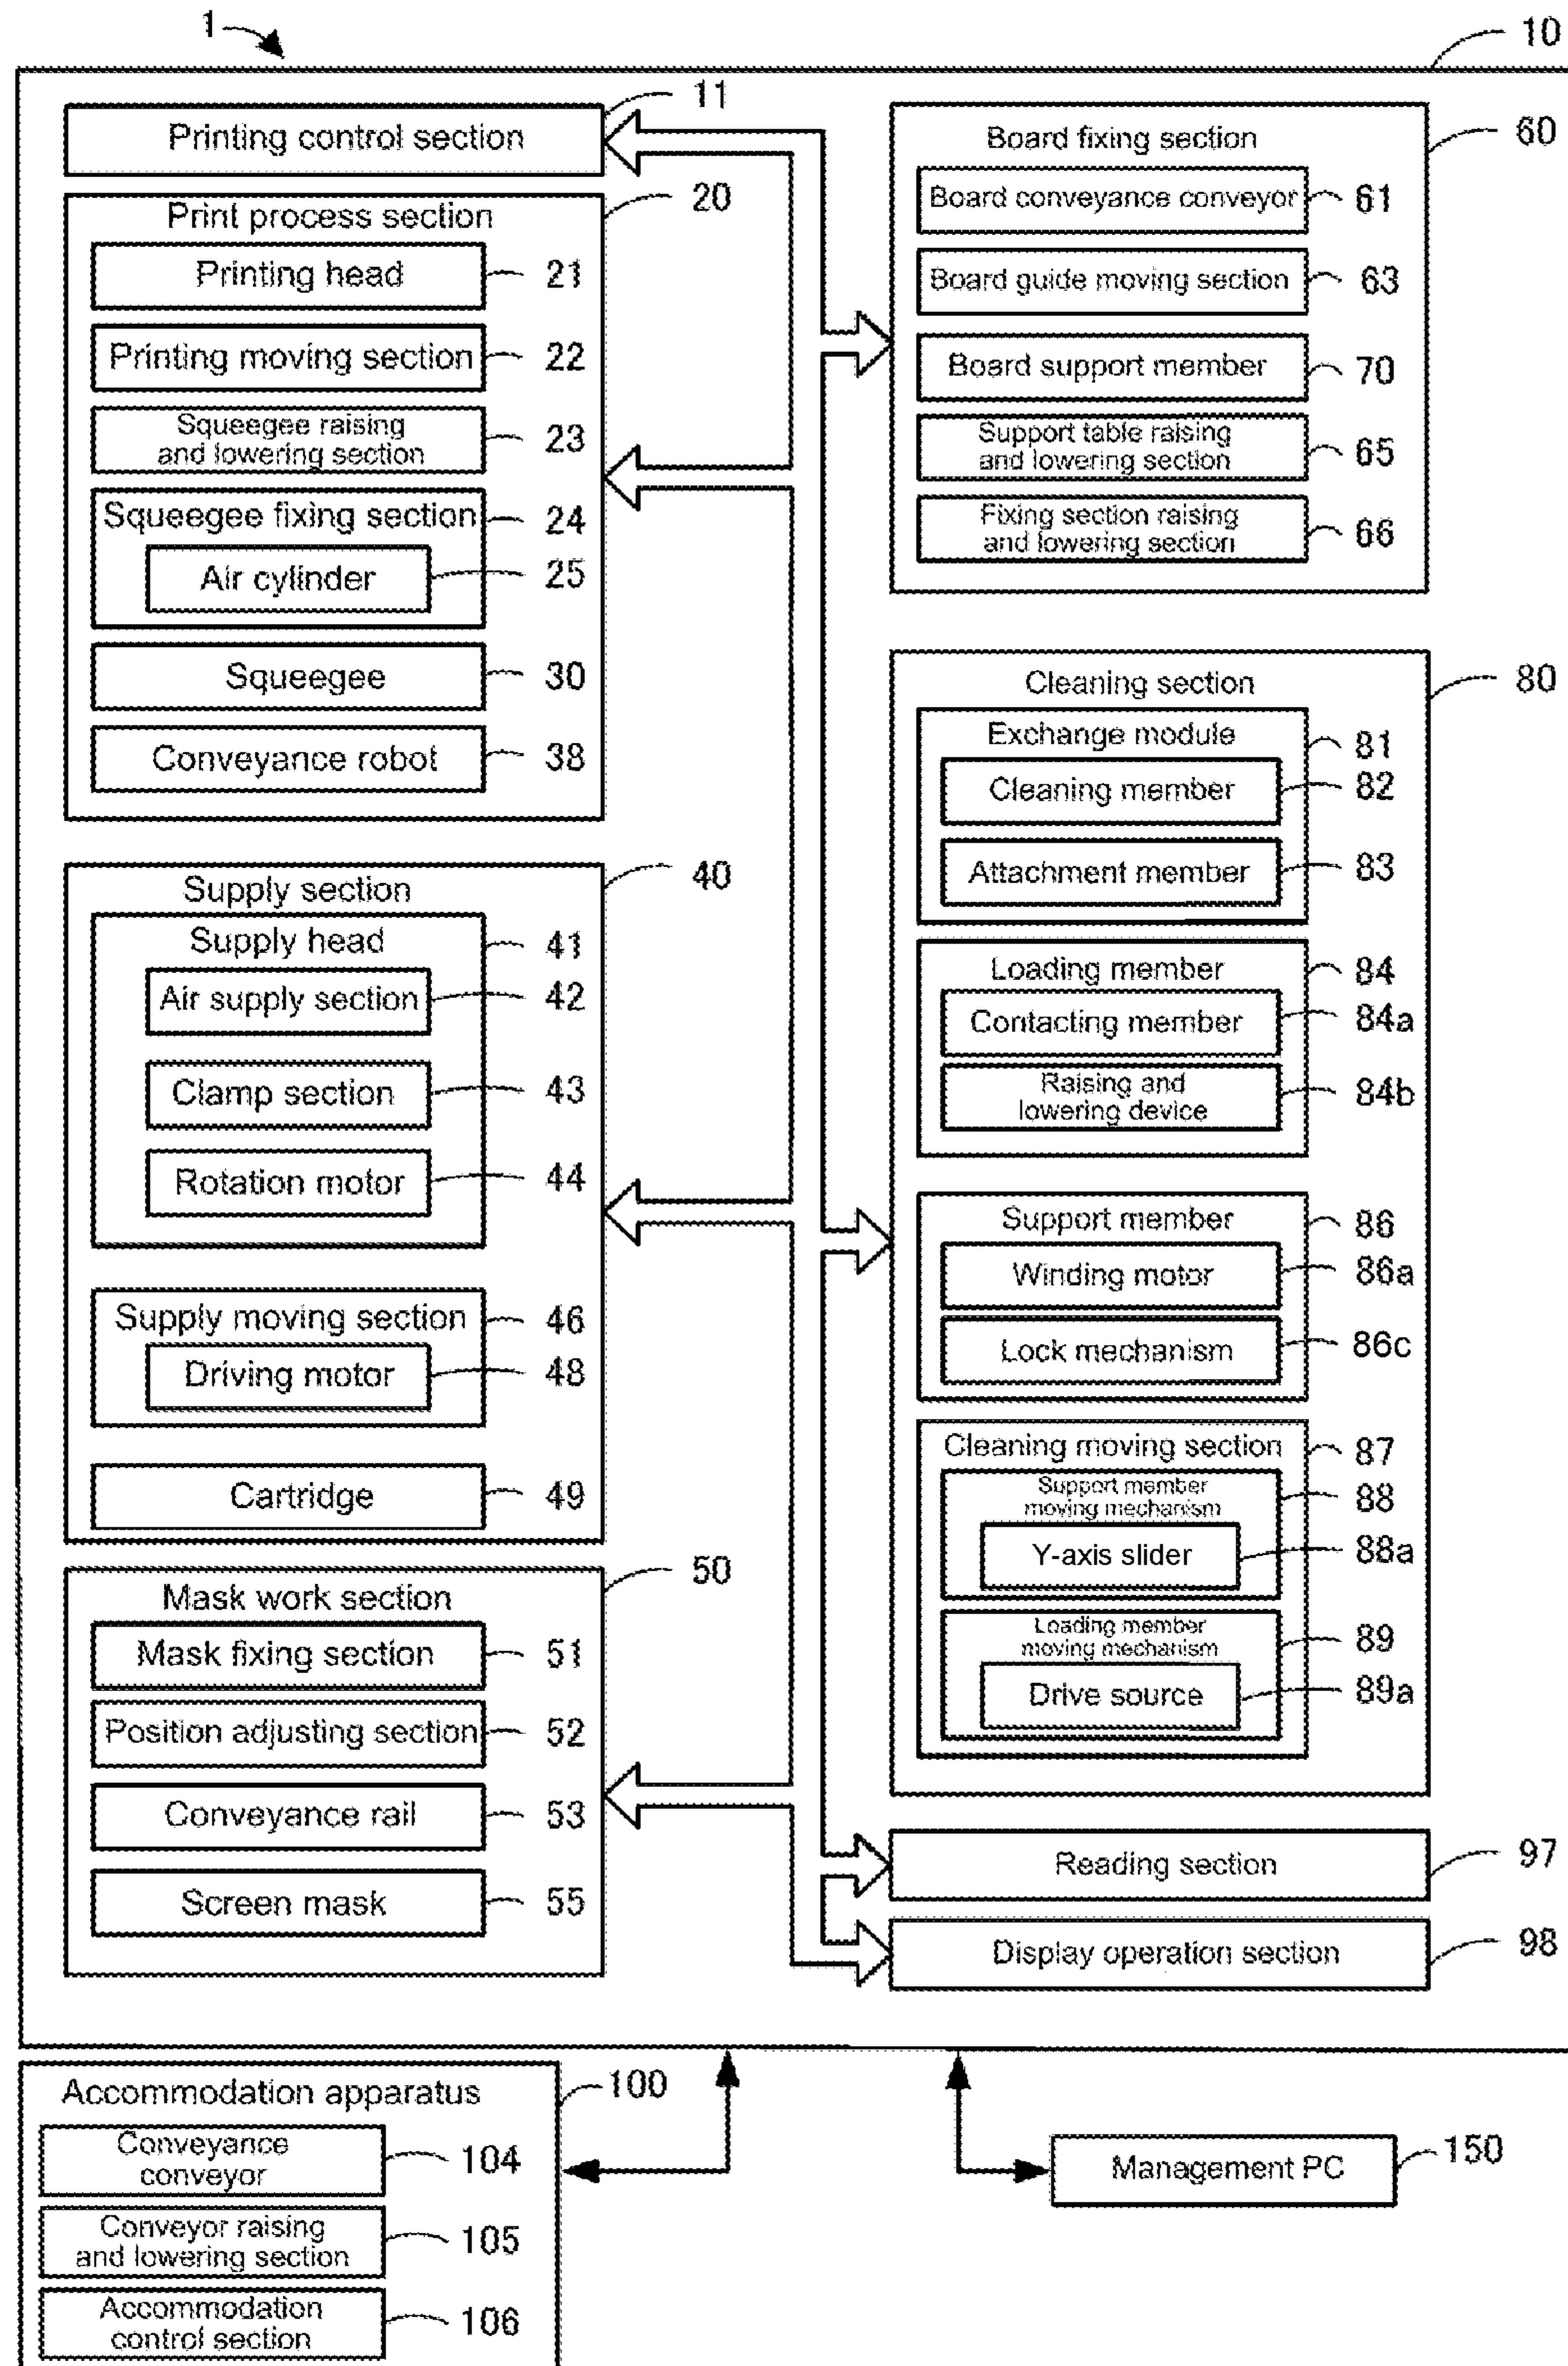 1
10
Printing control section
11
Print process section
20
Printing head
21
Printing moving section
22
Squeegee raising
and lowering section
23
Squeegee fixing section
24
Air cylinder
25
Squeegee
30
Conveyance robot
38
Supply section
40
Supply head
41
Air supply section
42
Clamp section
43
Rotation motor
44
Supply moving section
46
Driving motor
48
Cartridge
49
Mask work section
50
Mask fixing section
51
Position adjusting section
52
Conveyance rail
53
Screen mask
55
Board fixing section
60
Board conveyance conveyor
61
Board guide moving section
63
Board support member
70
Support table raising
and lowering section
65
Fixing section raising
and lowering section
66
Cleaning section
80
Exchange module
81
Cleaning member
82
Attachment member
83
Loading member
84
Contacting member
84a
Raising and
lowering device
84b
Support member
86
Winding motor
86a
Lock mechanism
86c
Cleaning moving section
87
Support member
moving mechanism
88
Y-axis slider
88a
Loading member
moving mechanism
89
Drive source
89a
Reading section
97
Display operation section
98
Accommodation apparatus
100
Conveyance
conveyor
104
Conveyor raising
and lowering section
105
Accommodation
control section
106
Management PC
150